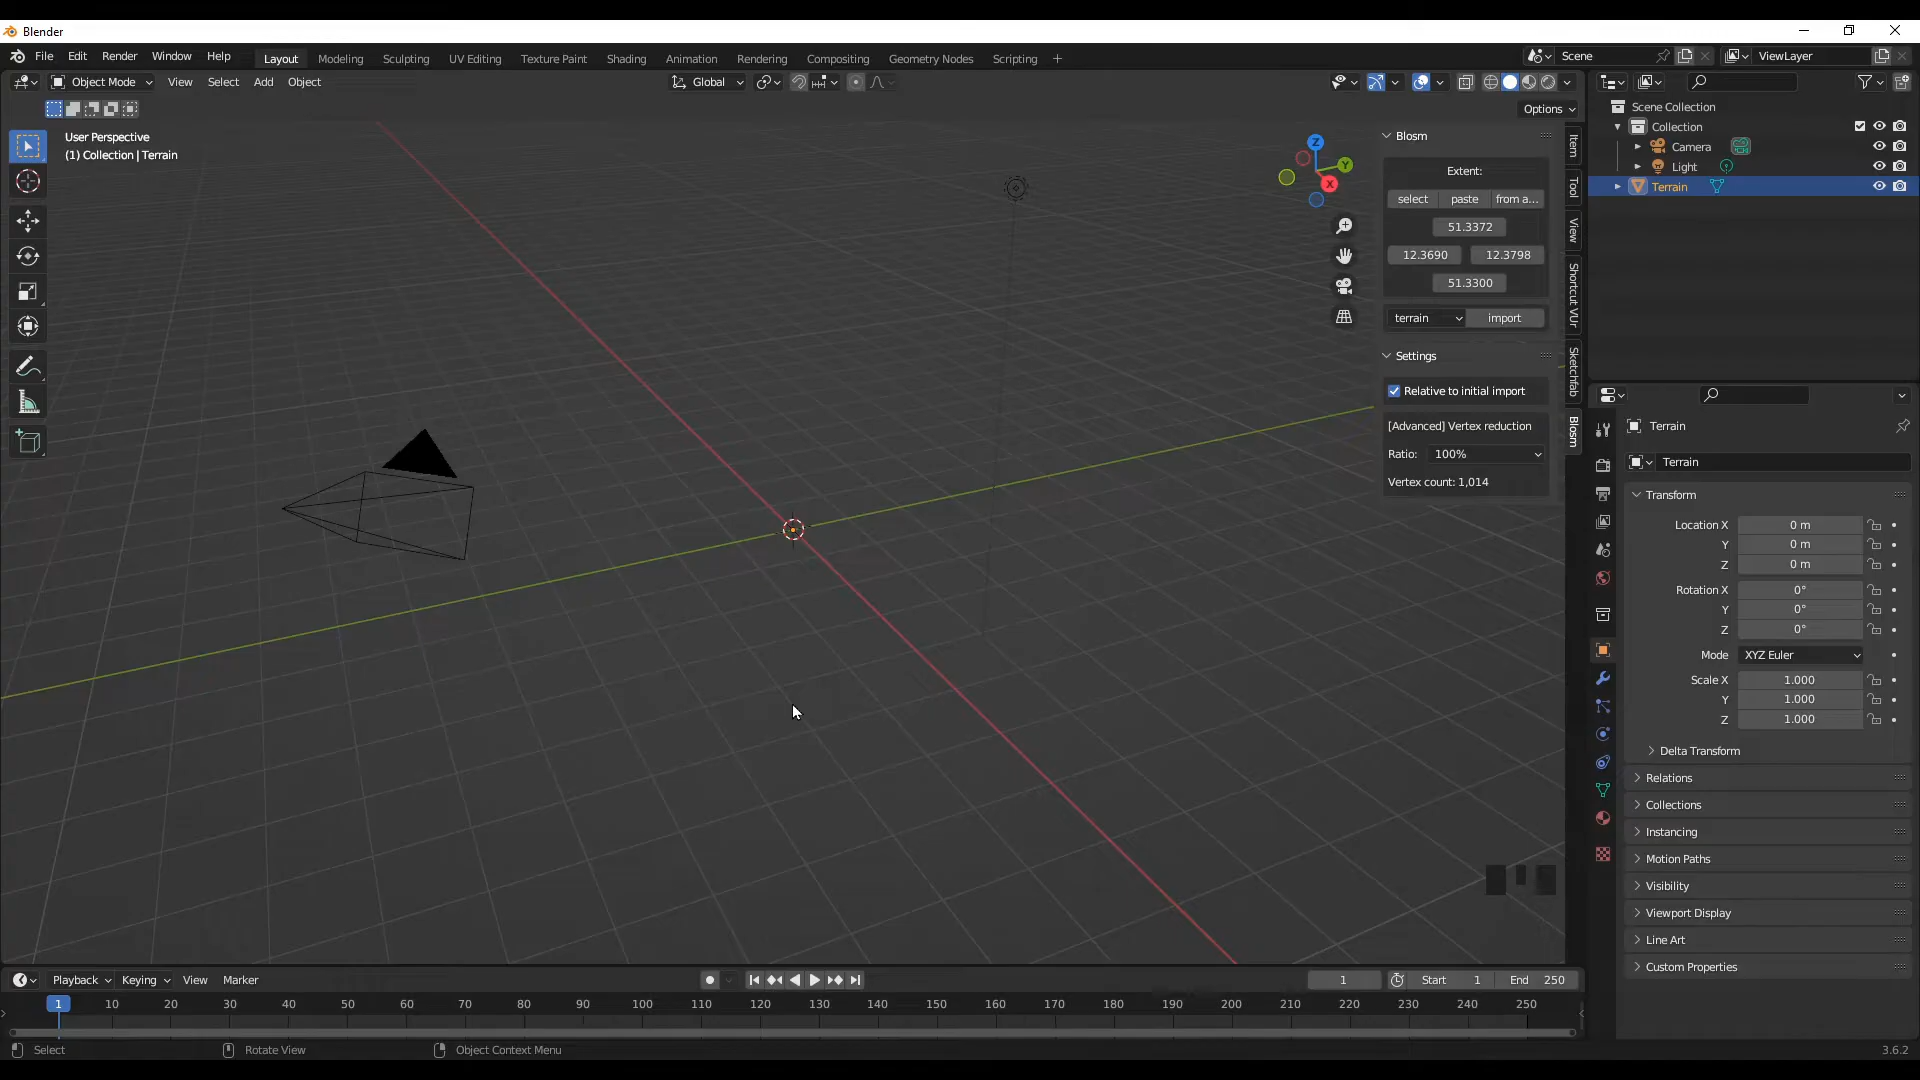 Blender
File Edit Render Window Help Layout Modeling Sculpting UV Editing Texture Paint Shading Animation Rendering Compositing Geometry Nodes Scripting + Scene ViewLayer
Object Mode View Select Add Object Global
Options
User Perspective
(1) Collection | Terrain
Z
Y
X
Blosm
Extent:
select paste from a...
51.3372
12.3690 12.3798
51.3300
terrain import
Settings
Relative to initial import
[Advanced] Vertex reduction
Ratio: 100%
Vertex count: 1,014
Item
Tool
View
Shortcut VUr
Sketchfab
Blosm
Scene Collection
Collection
Camera
Light
Terrain
Terrain
Terrain
Transform
Location X 0 m
Y 0 m
Z 0 m
Rotation X 0°
Y 0°
Z 0°
Mode XYZ Euler
Scale X 1.000
Y 1.000
Z 1.000
Delta Transform
Relations
Collections
Instancing
Motion Paths
Visibility
Viewport Display
Line Art
Custom Properties
Playback Keying View Marker 1 Start 1 End 250
1 10 20 30 40 50 60 70 80 90 100 110 120 130 140 150 160 170 180 190 200 210 220 230 240 250
Select Rotate View Object Context Menu 3.6.2